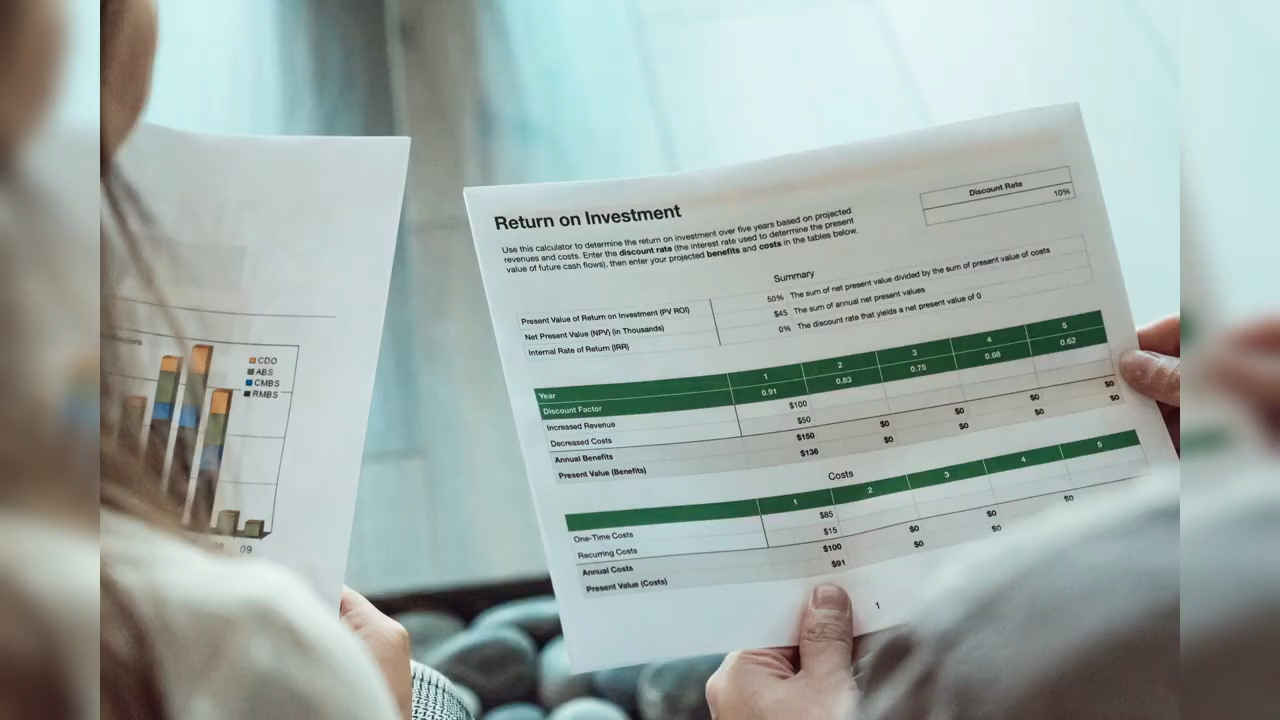 CDO
ABS
CMBS
RMBS
09
Return on Investment
Use this calculator to determine the return on investment over five years based on projected
revenues and costs. Enter the discount rate (the interest rate used to determine the present
value of future cash flows), then enter your projected benefits and costs in the tables below.
Discount Rate
10%
Summary
Present Value of Return on Investment (PV ROI) 50% The sum of net present value divided by the sum of present value of costs
Net Present Value (NPV) (in Thousands) $45 The sum of annual net present values
Internal Rate of Return (IRR) 0% The discount rate that yields a net present value of 0
Year 1 2 3 4 5
Discount Factor 0.91 0.83 0.75 0.68 0.62
Increased Revenue $100
Decreased Costs $50
Annual Benefits $150 $0 $0 $0 $0
Present Value (Benefits) $136 $0 $0 $0 $0
Costs
1 2 3 4 5
One-Time Costs $85
Recurring Costs $15
Annual Costs $100 $0 $0 $0
Present Value (Costs) $91 $0 $0
1